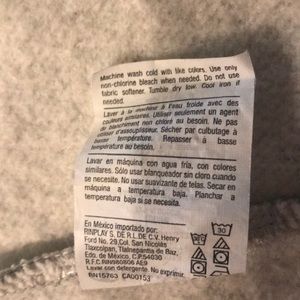 Machine wash cold with like colors. Use only
non-chlorine bleach when needed. Do not use
fabric softener. Tumble dry low. Cool iron if
needed.
Laver à la machine à l'eau froide avec des
couleurs similaires. Utiliser seulement un agent
de blanchiment non chloré au besoin. Ne pas
utiliser d'assouplissant. Sécher par culbutage à
basse température. Repasser à basse
température au besoin.
Lavar en máquina con agua fría, con colores
similares. Sólo usar blanqueador sin cloro cuando
es necesario. No usar suavizante de telas. Secar en
máquina a temperatura baja. Planchar a
temperatura baja si se necesita.
En México importado por:
RINPLAY S. DE R.L.DE C.V. Henry
Ford No. 29,Col. San Nicolás
Tlaxcolpan, Tlalnepanta de Baz,
Edo. de México, C.P.54030
Lavar con detergente. No exprimir.
RN15763 CA00153
30